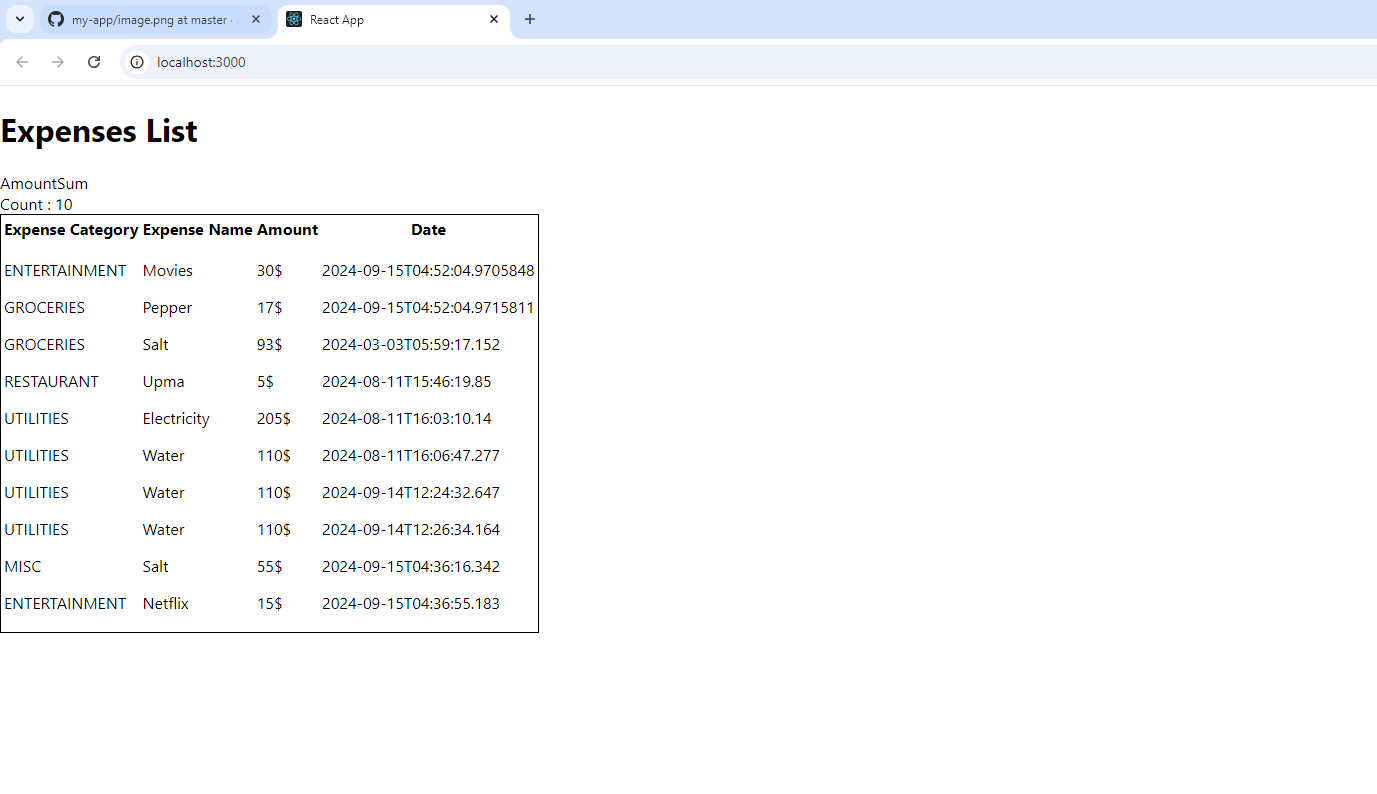 my-app/image.png at master ·
React App
localhost:3000
Expenses List
AmountSum
Count : 10
Expense Category Expense Name Amount Date
ENTERTAINMENT Movies 30$ 2024-09-15T04:52:04.9705848
GROCERIES Pepper 17$ 2024-09-15T04:52:04.9715811
GROCERIES Salt 93$ 2024-03-03T05:59:17.152
RESTAURANT Upma 5$ 2024-08-11T15:46:19.85
UTILITIES Electricity 205$ 2024-08-11T16:03:10.14
UTILITIES Water 110$ 2024-08-11T16:06:47.277
UTILITIES Water 110$ 2024-09-14T12:24:32.647
UTILITIES Water 110$ 2024-09-14T12:26:34.164
MISC Salt 55$ 2024-09-15T04:36:16.342
ENTERTAINMENT Netflix 15$ 2024-09-15T04:36:55.183